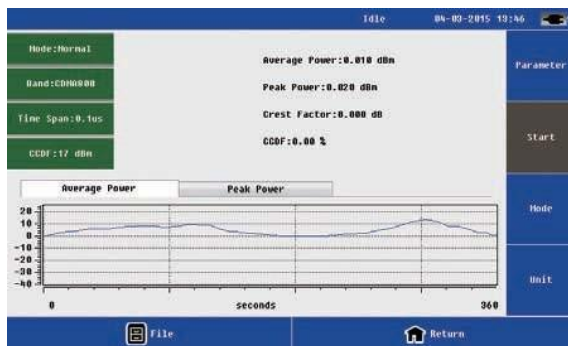 Idle 04-03-2015 13:46
Mode:Normal
Band:CDMA800
Time Span:0.1us
CCDF:17 dBm
Average Power:0.010 dBm
Peak Power:0.020 dBm
Crest Factor:0.000 dB
CCDF:0.00 %
Parameter
Start
Mode
Unit
Average Power Peak Power
20
10
0
-10
-20
-30
-40
0 seconds 360
File Return